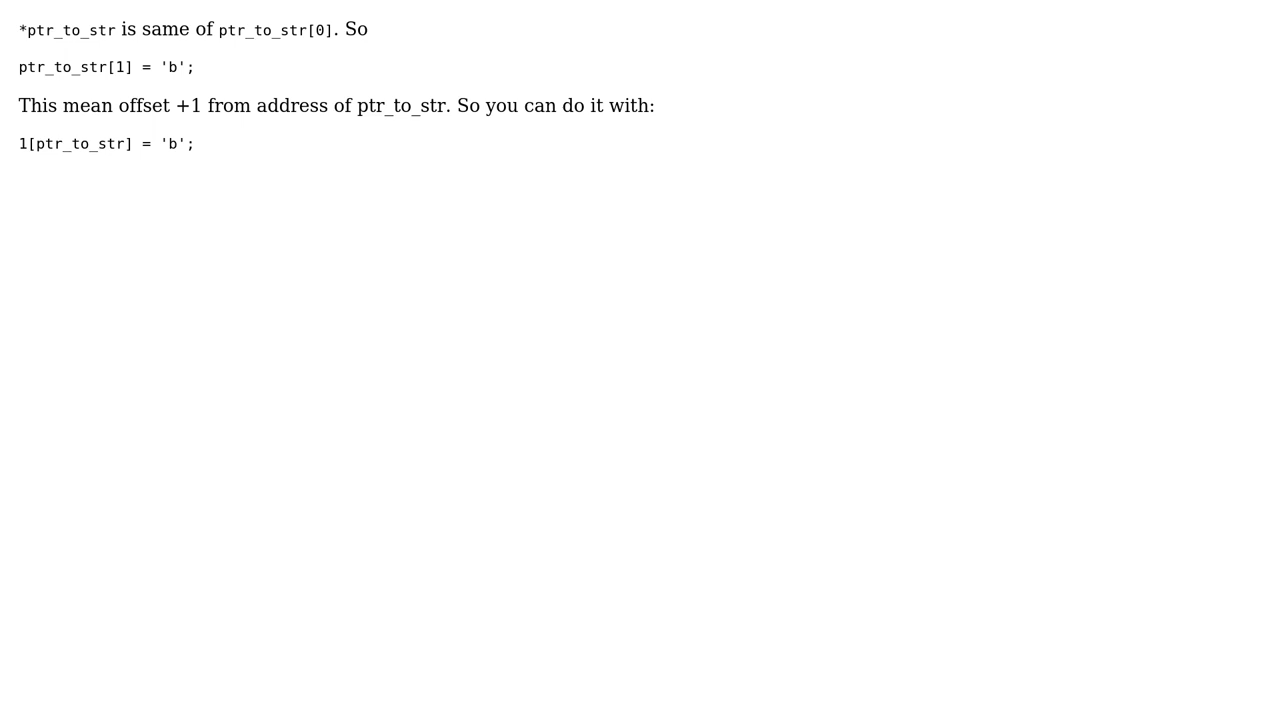 *ptr_to_str is same of ptr_to_str[0]. So
ptr_to_str[1] = 'b';
This mean offset +1 from address of ptr_to_str. So you can do it with:
1[ptr_to_str] = 'b';